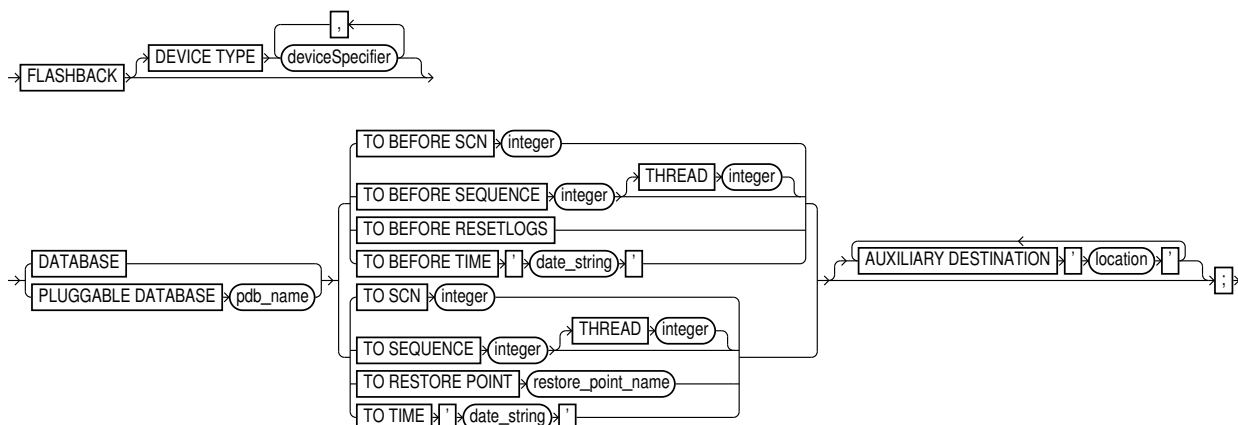 ,
DEVICE TYPE deviceSpecifier
FLASHBACK
TO BEFORE SCN integer
THREAD integer
TO BEFORE SEQUENCE integer
TO BEFORE RESETLOGS
DATABASE TO BEFORE TIME ' date_string ' AUXILIARY DESTINATION ' location '
PLUGGABLE DATABASE pdb_name TO SCN integer ;
THREAD integer
TO SEQUENCE integer
TO RESTORE POINT restore_point_name
TO TIME ' date_string '